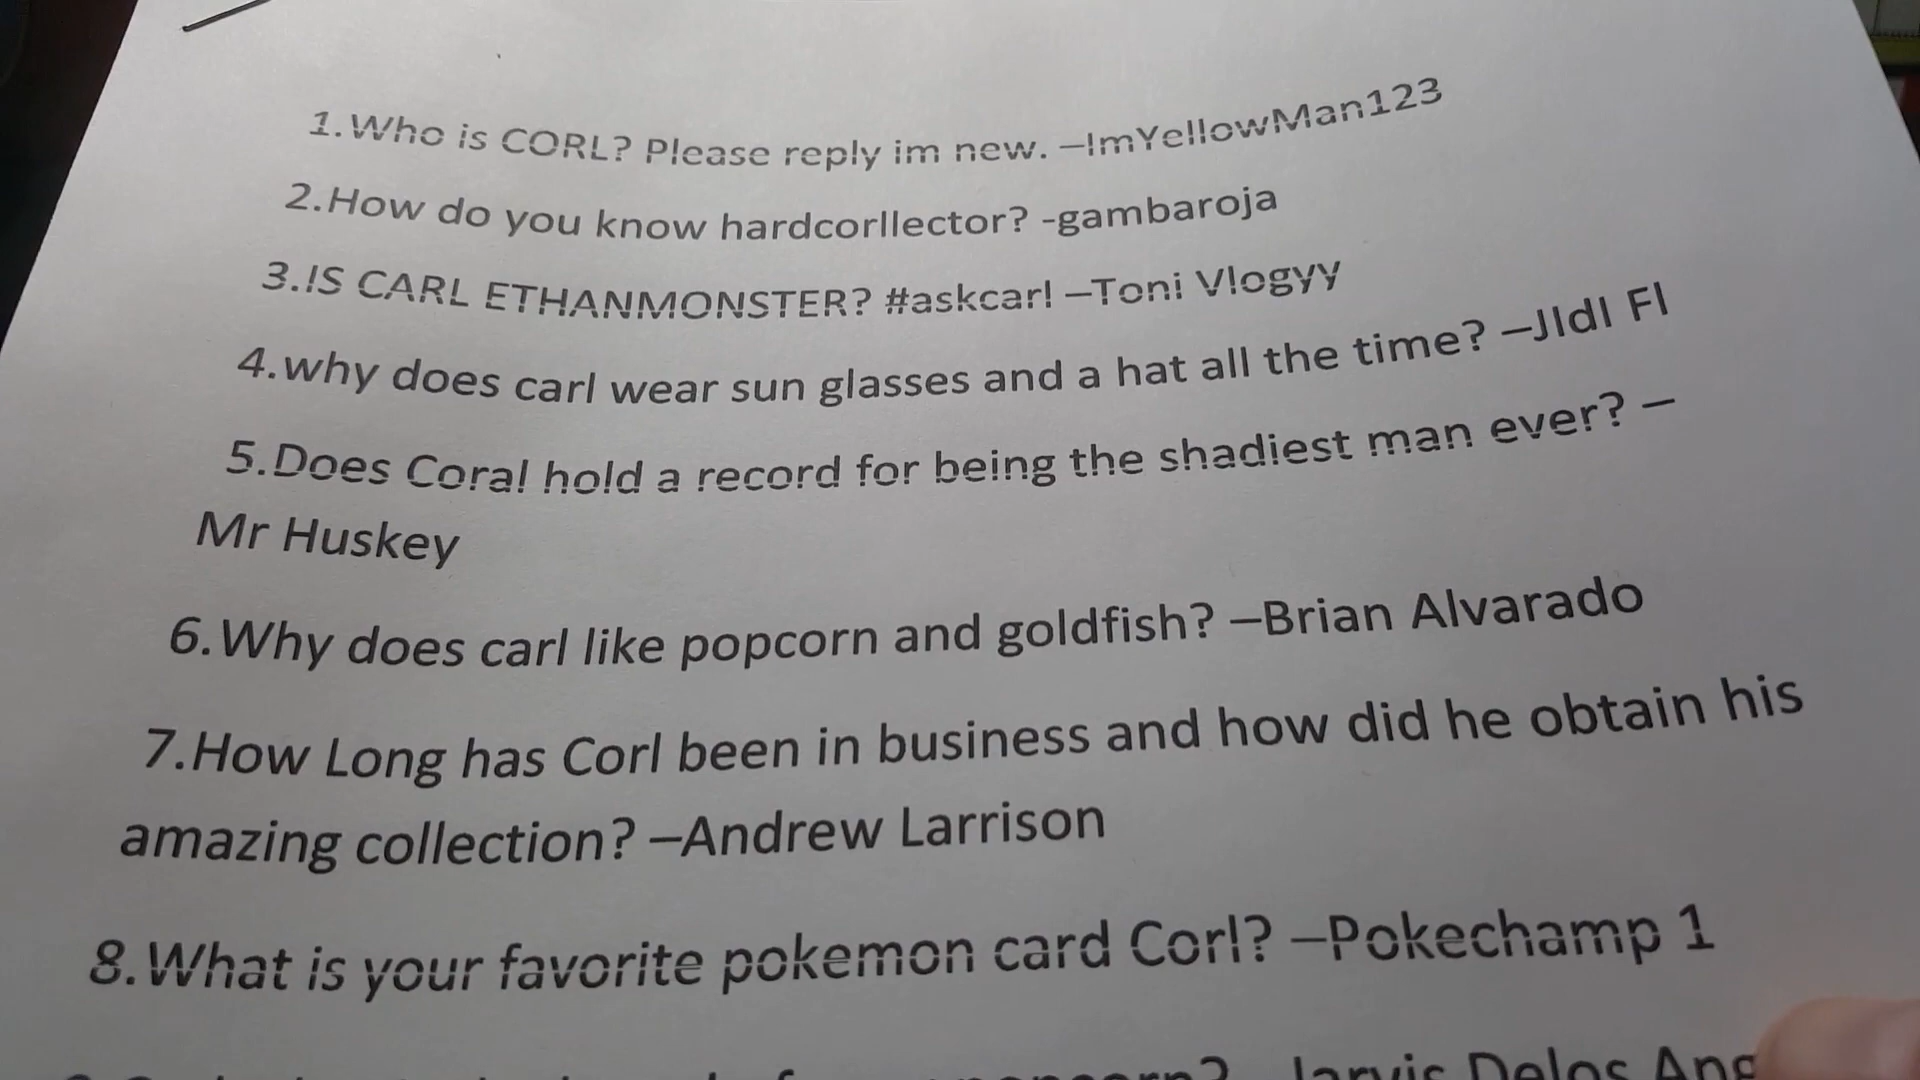 1.Who is CORL? Please reply im new. –ImYellowMan123
2.How do you know hardcorllector? -gambaroja
3.IS CARL ETHANMONSTER? #askcarl –Toni Vlogyy
4.why does carl wear sun glasses and a hat all the time? –JIdI FI
5.Does Coral hold a record for being the shadiest man ever? –
Mr Huskey
6.Why does carl like popcorn and goldfish? –Brian Alvarado
7.How Long has Corl been in business and how did he obtain his
amazing collection? –Andrew Larrison
8.What is your favorite pokemon card Corl? –Pokechamp 1
Jarvis Delos